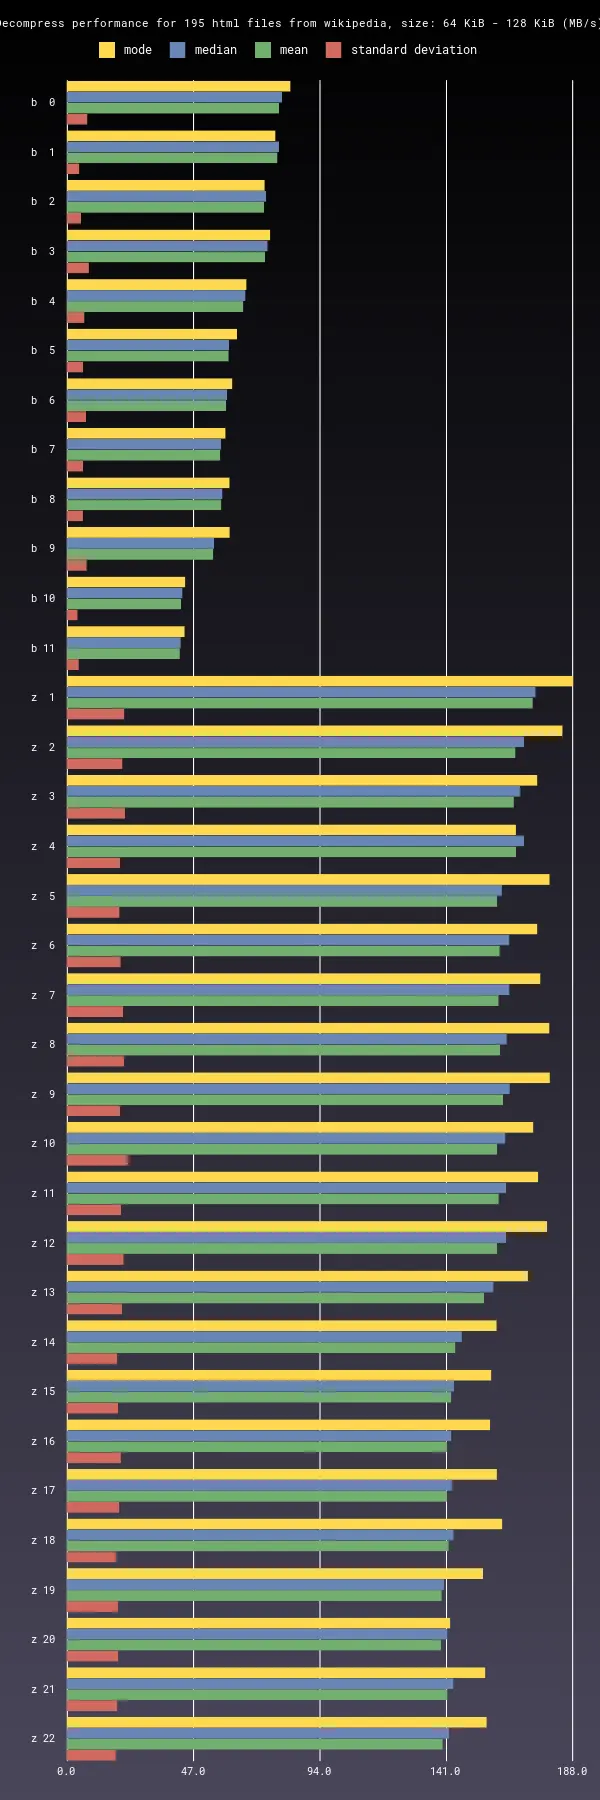 Decompress performance for 195 html files from wikipedia, size: 64 KiB - 128 KiB (MB/s)
mode median mean standard deviation
b 0
b 1
b 2
b 3
b 4
b 5
b 6
b 7
b 8
b 9
b 10
b 11
z 1
z 2
z 3
z 4
z 5
z 6
z 7
z 8
z 9
z 10
z 11
z 12
z 13
z 14
z 15
z 16
z 17
z 18
z 19
z 20
z 21
z 22
0.0 47.0 94.0 141.0 188.0